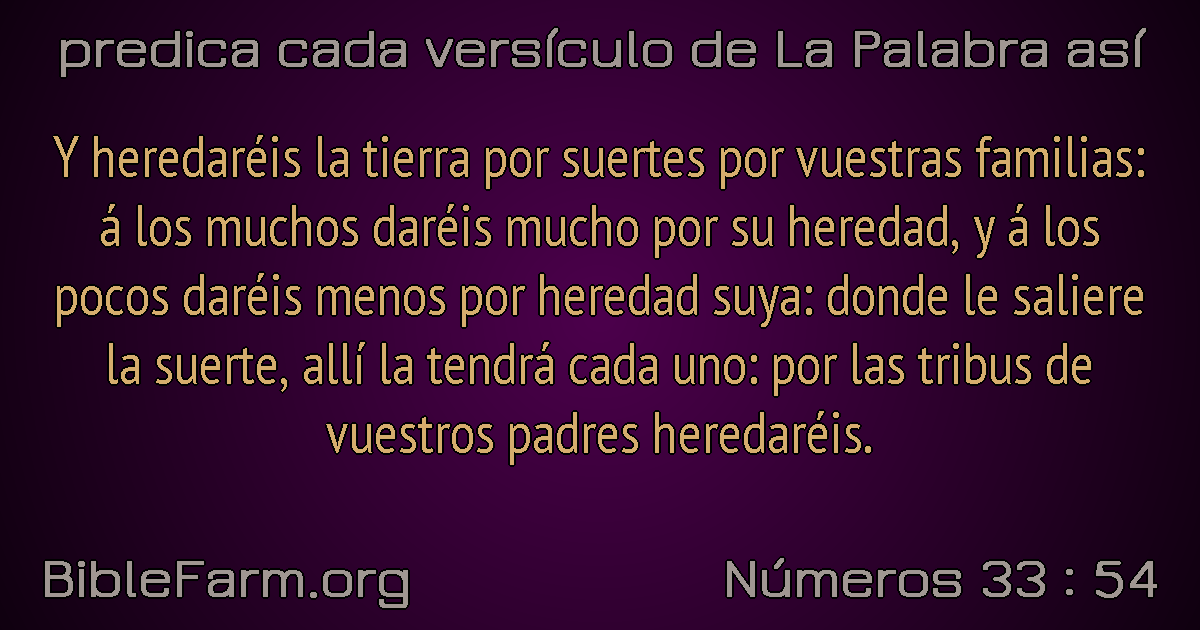 predica cada versículo de La Palabra así
Y heredaréis la tierra por suertes por vuestras familias:
á los muchos daréis mucho por su heredad, y á los
pocos daréis menos por heredad suya: donde le saliere
la suerte, allí la tendrá cada uno: por las tribus de
vuestros padres heredaréis.
BibleFarm.org
Números 33 : 54